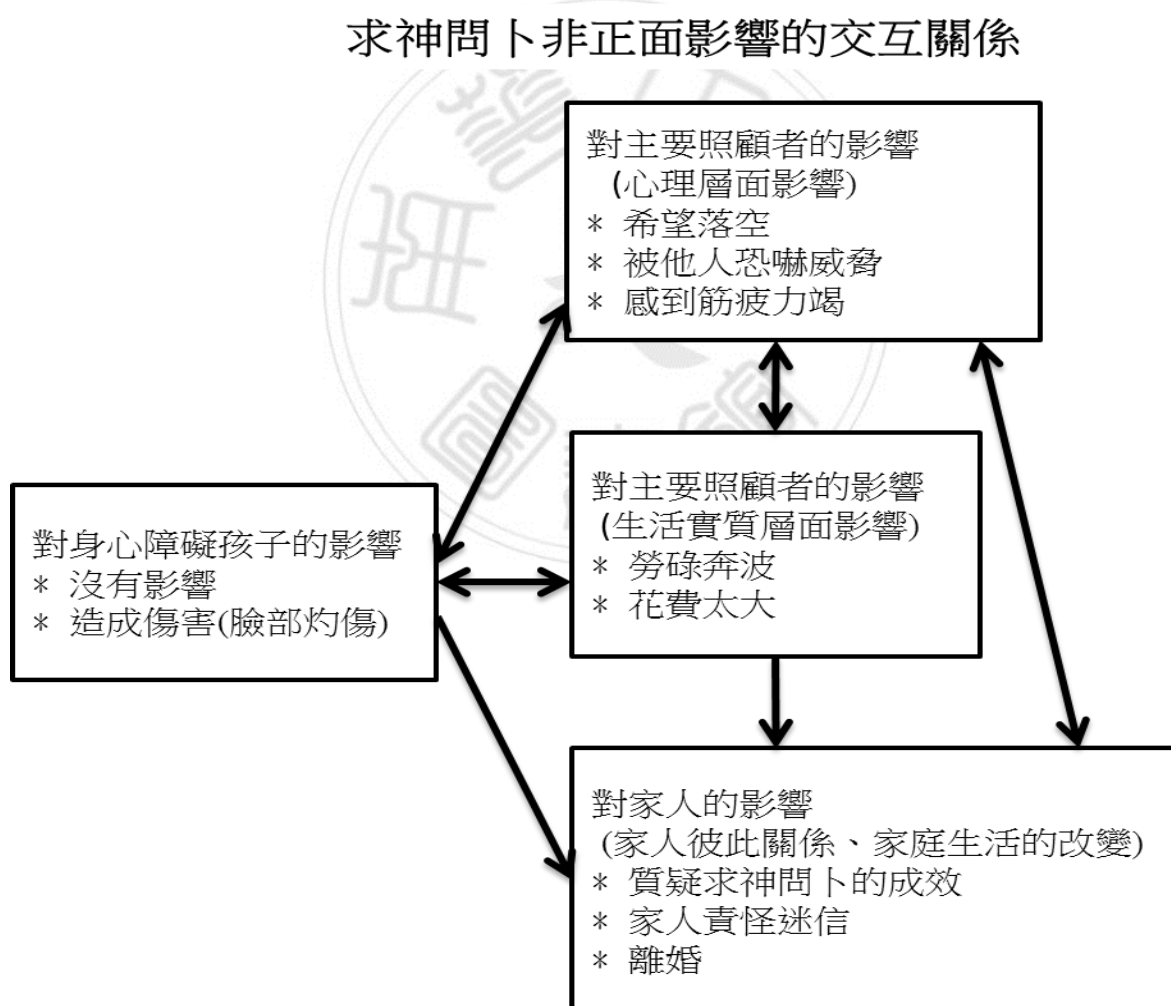 求神問卜非正面影響的交互關係
對主要照顧者的影響
(心理層面影響)
* 希望落空
* 被他人恐嚇威脅
* 感到筋疲力竭
對主要照顧者的影響
(生活實質層面影響)
* 勞碌奔波
* 花費太大
對身心障礙孩子的影響
* 沒有影響
* 造成傷害(臉部灼傷)
對家人的影響
(家人彼此關係、家庭生活的改變)
* 質疑求神問卜的成效
* 家人責怪迷信
* 離婚